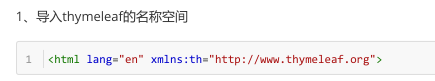 1、导入thymeleaf的名称空间
1 <html lang="en" xmlns:th="http://www.thymeleaf.org">